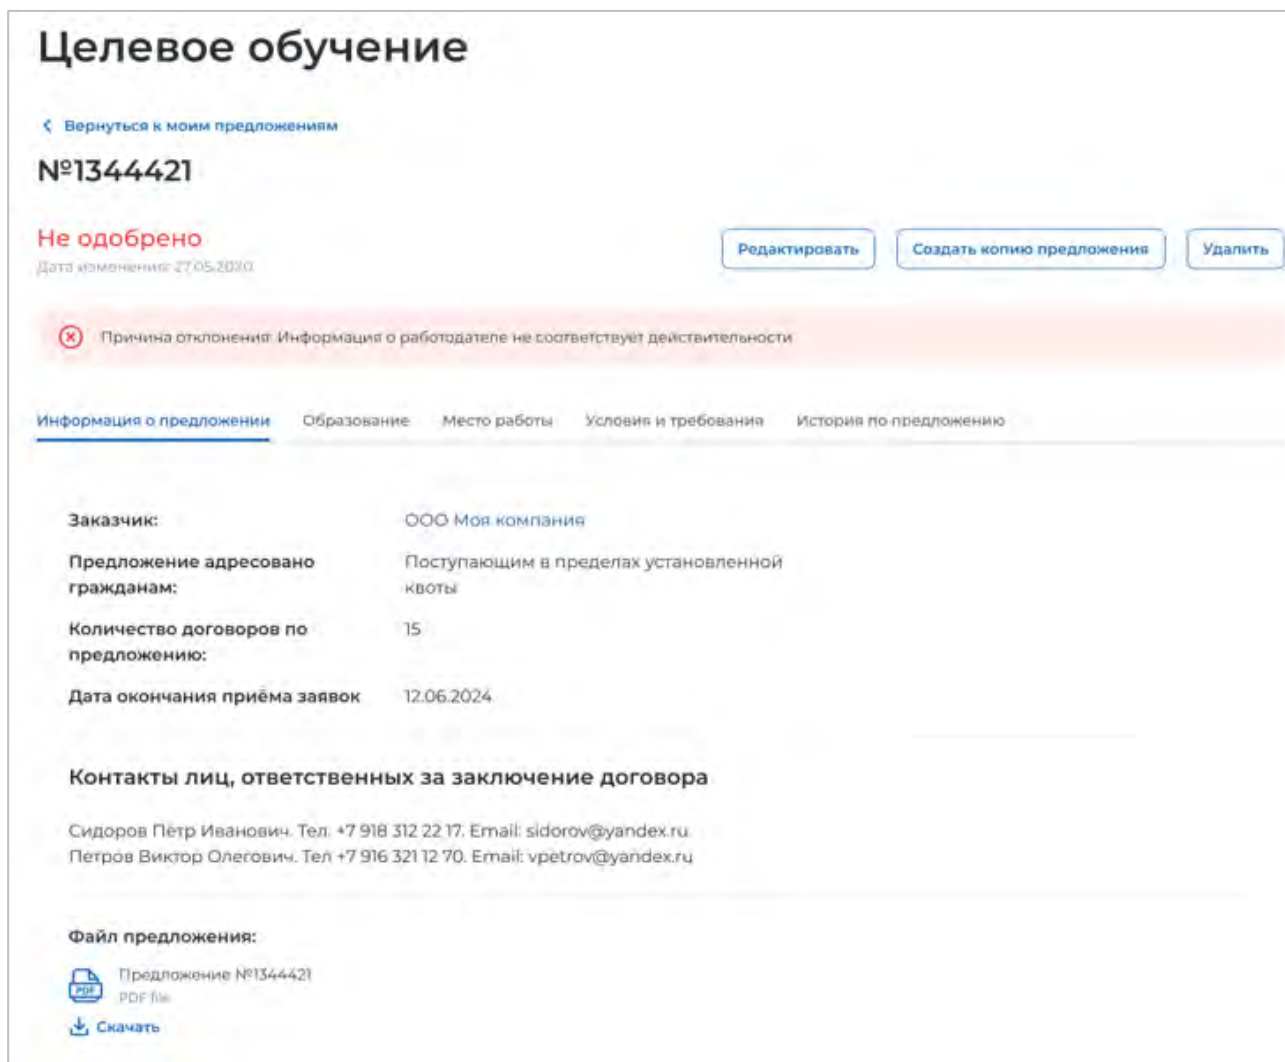 Целевое обучение
Вернуться к моим предложениям
№1344421
Не одобрено
Дата изменения: 27.05.2020
Редактировать
Создать копию предложения
Удалить
Причина отклонения: Информация о работодателе не соответствует действительности
Информация о предложении Образование Место работы Условия и требования История по предложению
Заказчик: ООО Моя компания
Предложение адресовано Поступающим в пределах установленной
гражданам: квоты
Количество договоров по 15
предложению:
Дата окончания приёма заявок 12.06.2024
Контакты лиц, ответственных за заключение договора
Сидоров Пётр Иванович. Тел. +7 918 312 22 17. Email: sidorov@yandex.ru
Петров Виктор Олегович. Тел +7 916 321 12 70. Email: vpetrov@yandex.ru
Файл предложения:
Предложение №1344421
PDF
PDF file
Скачать